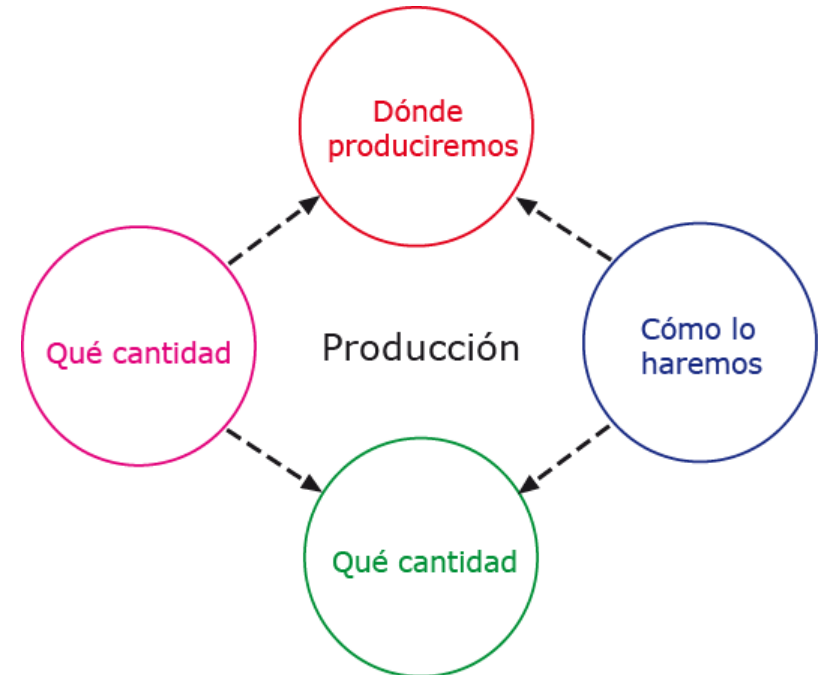 Dónde
produciremos
Qué cantidad
Producción
Cómo lo
haremos
Qué cantidad